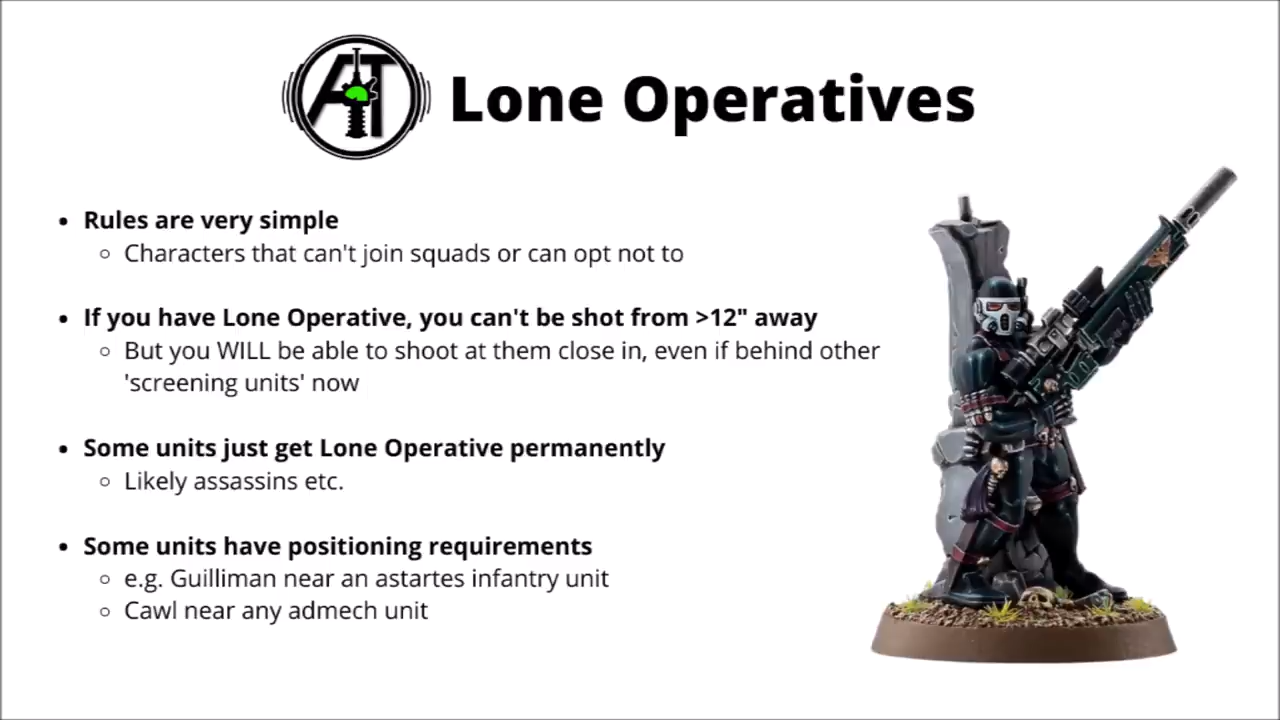 AT Lone Operatives
• Rules are very simple
○ Characters that can't join squads or can opt not to
• If you have Lone Operative, you can't be shot from >12" away
○ But you WILL be able to shoot at them close in, even if behind other
'screening units' now
• Some units just get Lone Operative permanently
○ Likely assassins etc.
• Some units have positioning requirements
○ e.g. Guilliman near an astartes infantry unit
○ Cawl near any admech unit